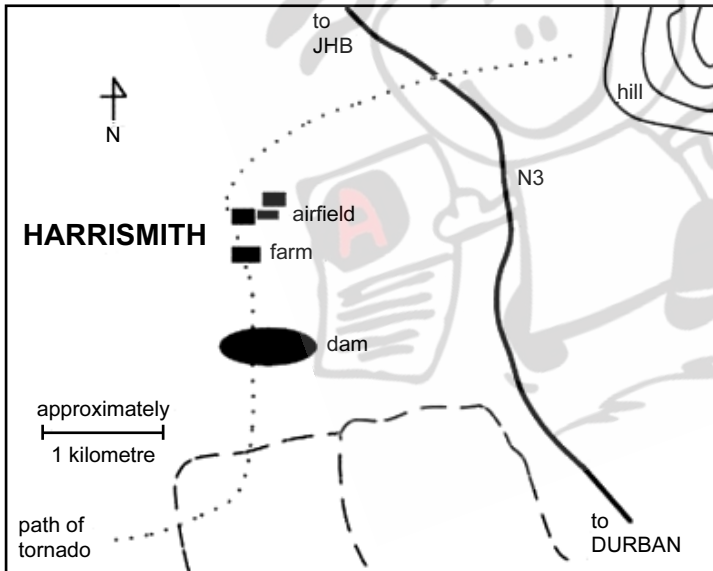 to
JHB
hill
N
N3
HARRISMITH
airfield
farm
dam
approximately
1 kilometre
path of
tornado
to
DURBAN
A